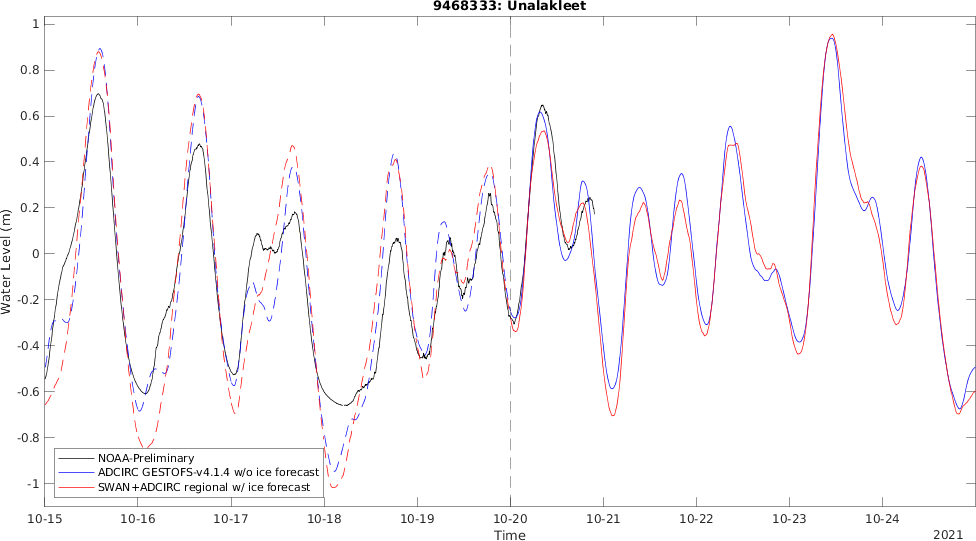 9468333: Unalakleet
Water Level (m)
1
0.8
0.6
0.4
0.2
0
-0.2
-0.4
-0.6
-0.8
-1
NOAA-Preliminary
ADCIRC GESTOFS-v4.1.4 w/o ice forecast
SWAN+ADCIRC regional w/ ice forecast
10-15 10-16 10-17 10-18 10-19 10-20 10-21 10-22 10-23 10-24
Time
2021